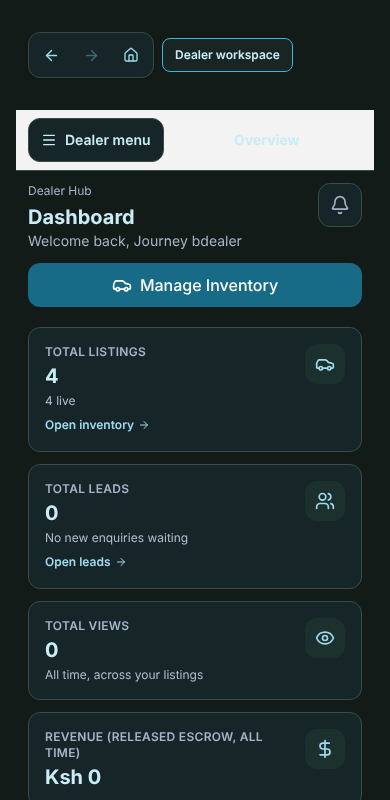 Dealer workspace
Dealer menu
Overview
Dealer Hub
Dashboard
Welcome back, Journey bdealer
Manage Inventory
TOTAL LISTINGS
4
4 live
Open inventory →
TOTAL LEADS
0
No new enquiries waiting
Open leads →
TOTAL VIEWS
0
All time, across your listings
REVENUE (RELEASED ESCROW, ALL
TIME)
Ksh 0